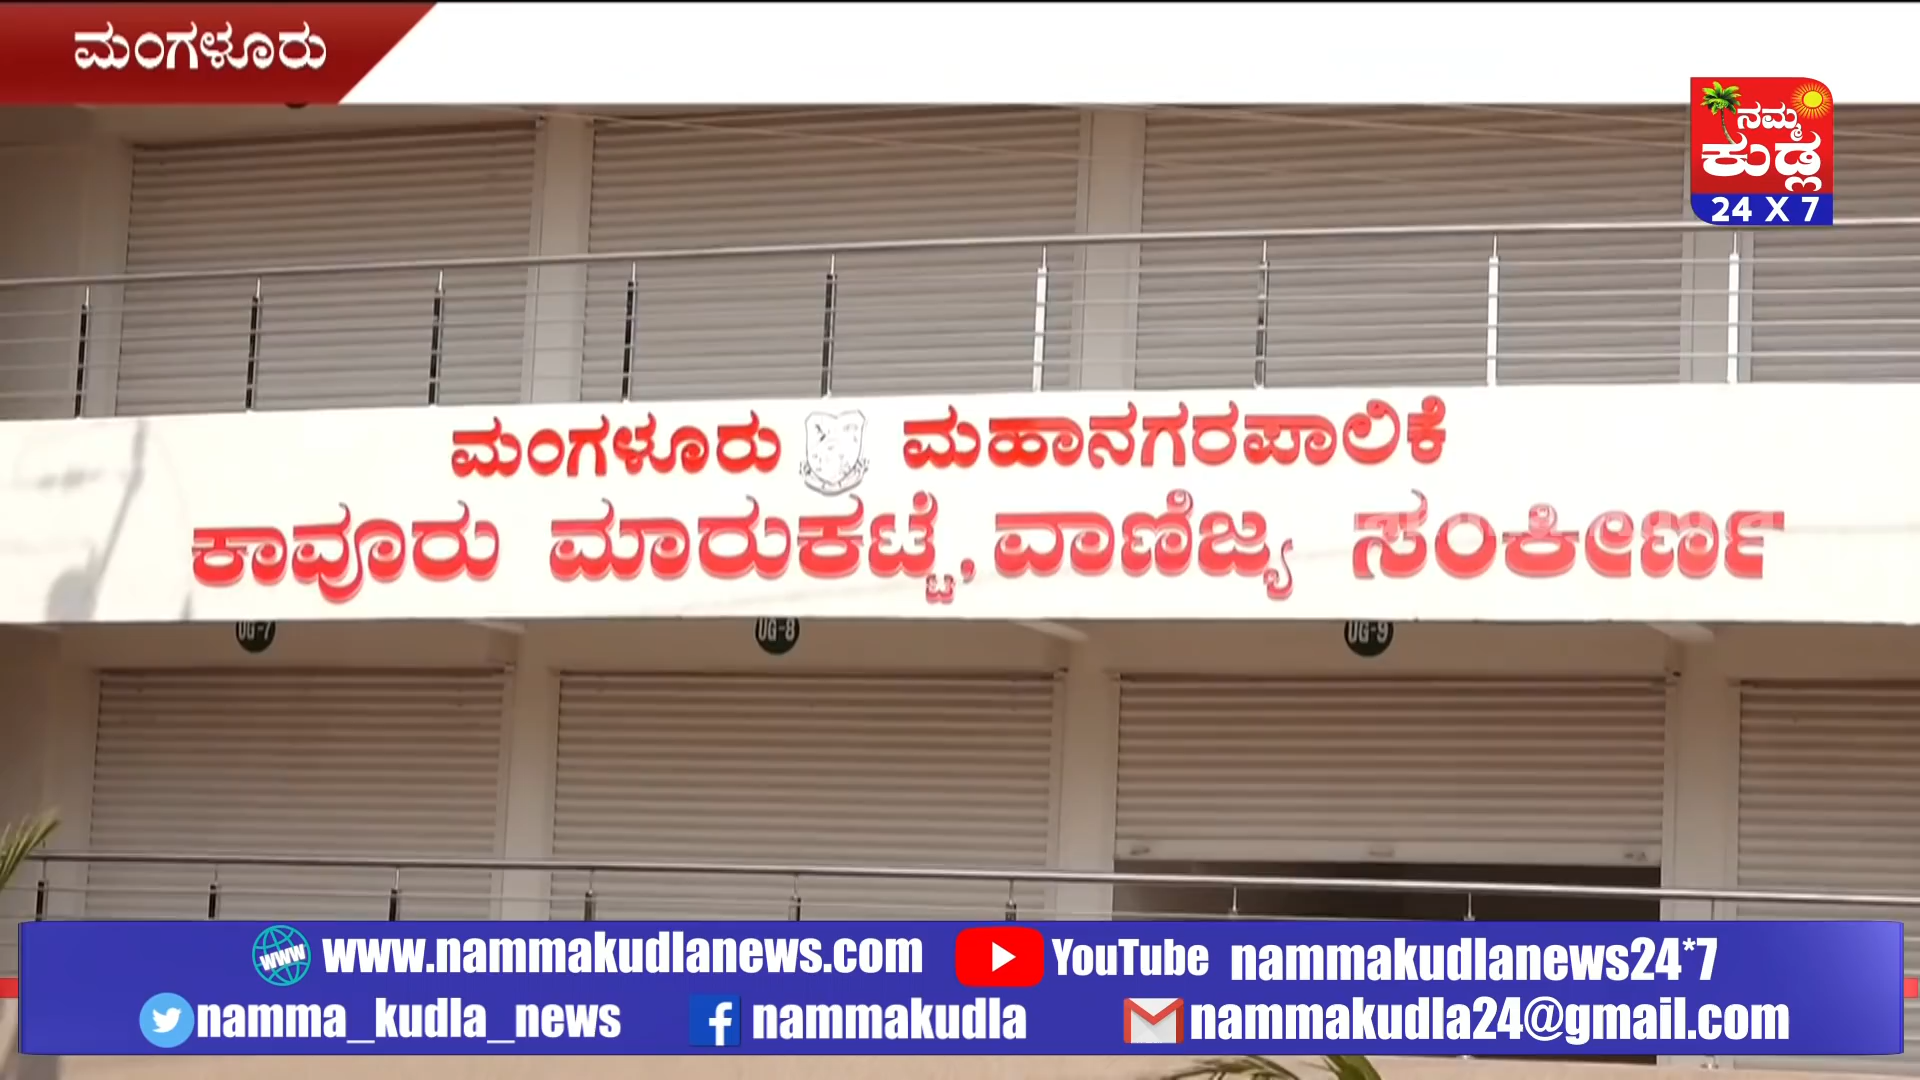 ಮಂಗಳೂರು
ನಮ್ಮ
ಕುಡ್ಲ
24 X 7
ಮಂಗಳೂರು ಮಹಾನಗರಪಾಲಿಕೆ
ಕಾವೂರು ಮಾರುಕಟ್ಟೆ, ವಾಣಿಜ್ಯ ಸಂಕೀರ್ಣ
UG-7 UG-8 UG-9
www www.nammakudlanews.com YouTube nammakudlanews24*7
namma_kudla_news nammakudla nammakudla24@gmail.com